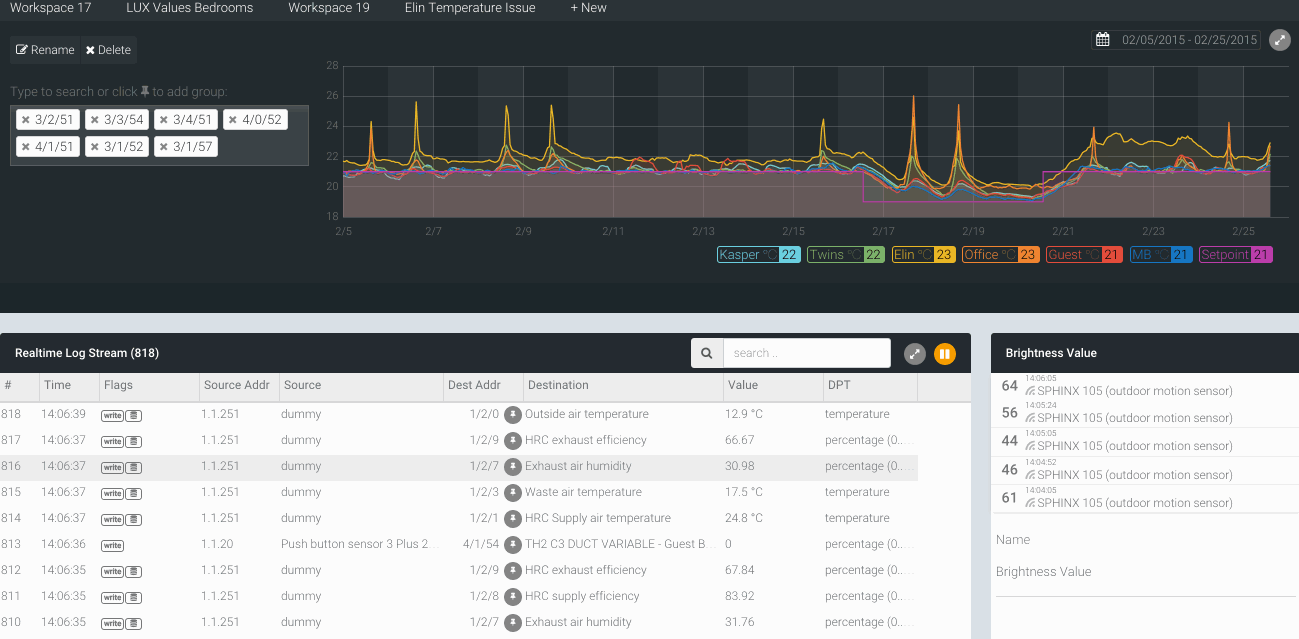 Workspace 17 LUX Values Bedrooms Workspace 19 Elin Temperature Issue + New
Rename Delete
02/05/2015 - 02/25/2015
Type to search or click to add group:
× 3/2/51 × 3/3/54 × 3/4/51 × 4/0/52
× 4/1/51 × 3/1/52 × 3/1/57
28
26
24
22
20
18
2/5 2/7 2/9 2/11 2/13 2/15 2/17 2/19 2/21 2/23 2/25
Kasper °C 22 Twins °C 22 Elin °C 23 Office °C 23 Guest °C 21 MB °C 21 Setpoint 21
Realtime Log Stream (818)
search ..
# Time Flags Source Addr Source Dest Addr Destination Value DPT
818 14:06:39 write 1.1.251 dummy 1/2/0 Outside air temperature 12.9 °C temperature
817 14:06:37 write 1.1.251 dummy 1/2/9 HRC exhaust efficiency 66.67 percentage (0..
816 14:06:37 write 1.1.251 dummy 1/2/7 Exhaust air humidity 30.98 percentage (0..
815 14:06:37 write 1.1.251 dummy 1/2/3 Waste air temperature 17.5 °C temperature
814 14:06:37 write 1.1.251 dummy 1/2/1 HRC Supply air temperature 24.8 °C temperature
813 14:06:36 write 1.1.20 Push button sensor 3 Plus 2... 4/1/54 TH2 C3 DUCT VARIABLE - Guest B... 0 percentage (0..
812 14:06:35 write 1.1.251 dummy 1/2/9 HRC exhaust efficiency 67.84 percentage (0..
811 14:06:35 write 1.1.251 dummy 1/2/8 HRC supply efficiency 83.92 percentage (0..
810 14:06:35 write 1.1.251 dummy 1/2/7 Exhaust air humidity 31.76 percentage (0..
Brightness Value
14:06:05
64 SPHINX 105 (outdoor motion sensor)
14:05:24
56 SPHINX 105 (outdoor motion sensor)
14:05:05
44 SPHINX 105 (outdoor motion sensor)
14:04:52
46 SPHINX 105 (outdoor motion sensor)
14:04:05
61 SPHINX 105 (outdoor motion sensor)
Name
Brightness Value